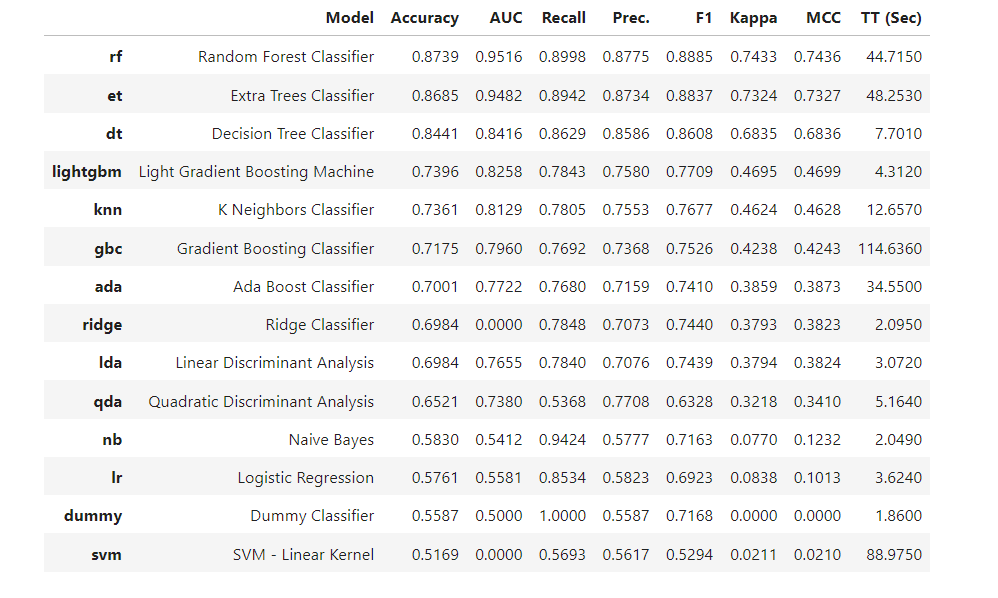 Model Accuracy AUC Recall Prec. F1 Kappa MCC TT (Sec)
rf Random Forest Classifier 0.8739 0.9516 0.8998 0.8775 0.8885 0.7433 0.7436 44.7150
et Extra Trees Classifier 0.8685 0.9482 0.8942 0.8734 0.8837 0.7324 0.7327 48.2530
dt Decision Tree Classifier 0.8441 0.8416 0.8629 0.8586 0.8608 0.6835 0.6836 7.7010
lightgbm Light Gradient Boosting Machine 0.7396 0.8258 0.7843 0.7580 0.7709 0.4695 0.4699 4.3120
knn K Neighbors Classifier 0.7361 0.8129 0.7805 0.7553 0.7677 0.4624 0.4628 12.6570
gbc Gradient Boosting Classifier 0.7175 0.7960 0.7692 0.7368 0.7526 0.4238 0.4243 114.6360
ada Ada Boost Classifier 0.7001 0.7722 0.7680 0.7159 0.7410 0.3859 0.3873 34.5500
ridge Ridge Classifier 0.6984 0.0000 0.7848 0.7073 0.7440 0.3793 0.3823 2.0950
lda Linear Discriminant Analysis 0.6984 0.7655 0.7840 0.7076 0.7439 0.3794 0.3824 3.0720
qda Quadratic Discriminant Analysis 0.6521 0.7380 0.5368 0.7708 0.6328 0.3218 0.3410 5.1640
nb Naive Bayes 0.5830 0.5412 0.9424 0.5777 0.7163 0.0770 0.1232 2.0490
lr Logistic Regression 0.5761 0.5581 0.8534 0.5823 0.6923 0.0838 0.1013 3.6240
dummy Dummy Classifier 0.5587 0.5000 1.0000 0.5587 0.7168 0.0000 0.0000 1.8600
svm SVM - Linear Kernel 0.5169 0.0000 0.5693 0.5617 0.5294 0.0211 0.0210 88.9750